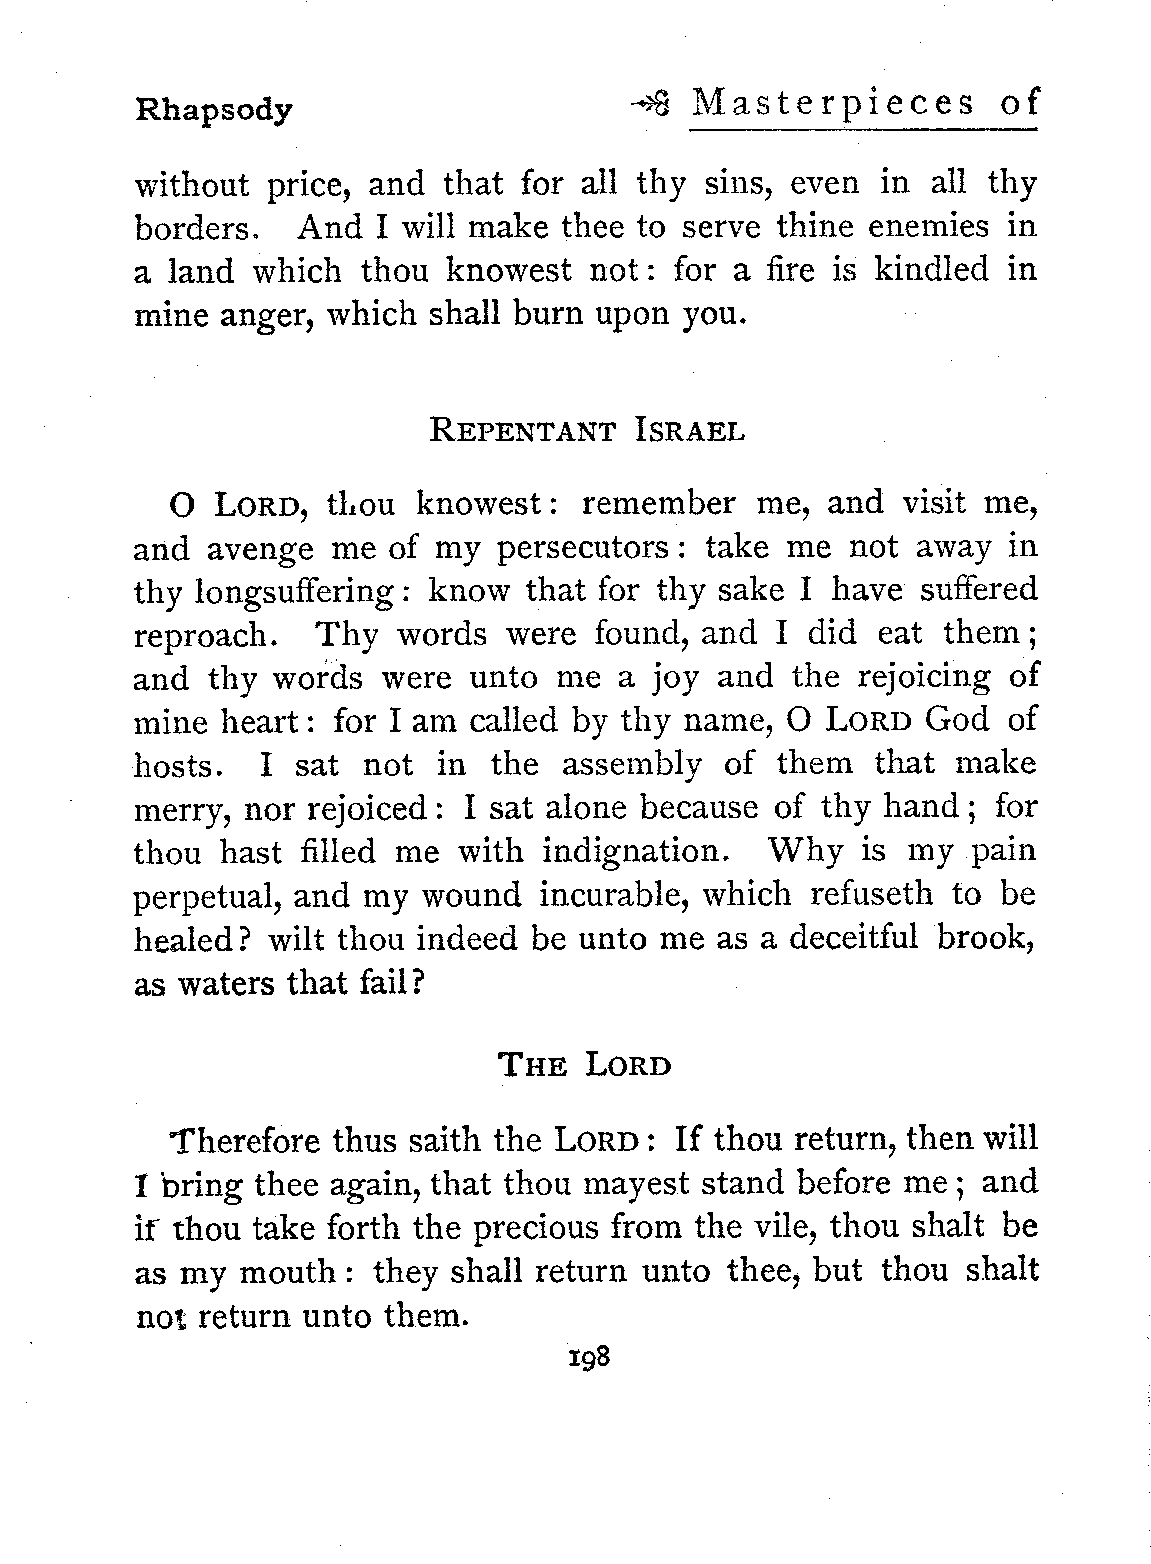 Rhapsody Masterpieces of
without price, and that for all thy sins, even in all thy
borders. And I will make thee to serve thine enemies in
a land which thou knowest not: for a fire is kindled in
mine anger, which shall burn upon you.
REPENTANT ISRAEL
O LORD, thou knowest: remember me, and visit me,
and avenge me of my persecutors: take me not away in
thy longsuffering: know that for thy sake I have suffered
reproach. Thy words were found, and I did eat them;
and thy words were unto me a joy and the rejoicing of
mine heart: for I am called by thy name, O LORD God of
hosts. I sat not in the assembly of them that make
merry, nor rejoiced: I sat alone because of thy hand; for
thou hast filled me with indignation. Why is my pain
perpetual, and my wound incurable, which refuseth to be
healed? wilt thou indeed be unto me as a deceitful brook,
as waters that fail?
THE LORD
Therefore thus saith the LORD: If thou return, then will
I bring thee again, that thou mayest stand before me; and
if thou take forth the precious from the vile, thou shalt be
as my mouth: they shall return unto thee, but thou shalt
not return unto them.
198